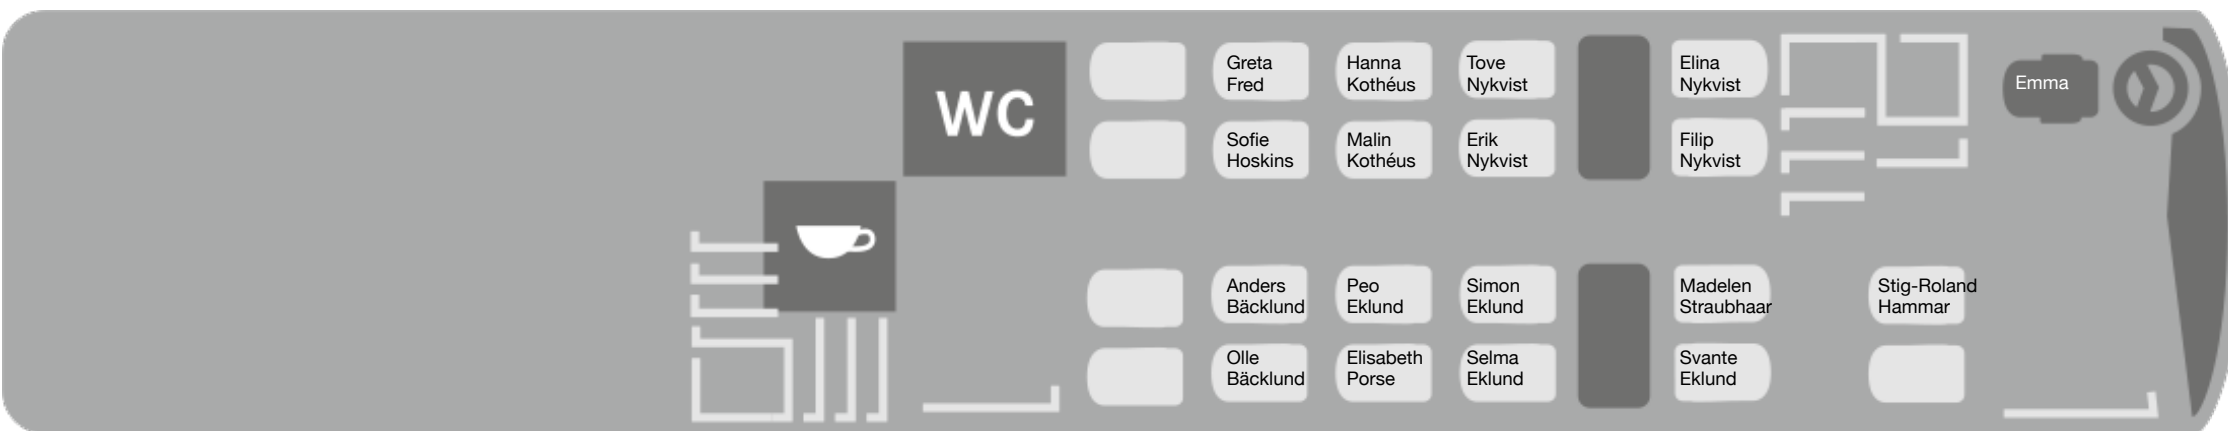 WC
Greta
Fred
Hanna
Kothéus
Tove
Nykvist
Elina
Nykvist
Emma
Sofie
Hoskins
Malin
Kothéus
Erik
Nykvist
Filip
Nykvist
Anders
Bäcklund
Peo
Eklund
Simon
Eklund
Madelen
Straubhaar
Stig-Roland
Hammar
Olle
Bäcklund
Elisabeth
Porse
Selma
Eklund
Svante
Eklund